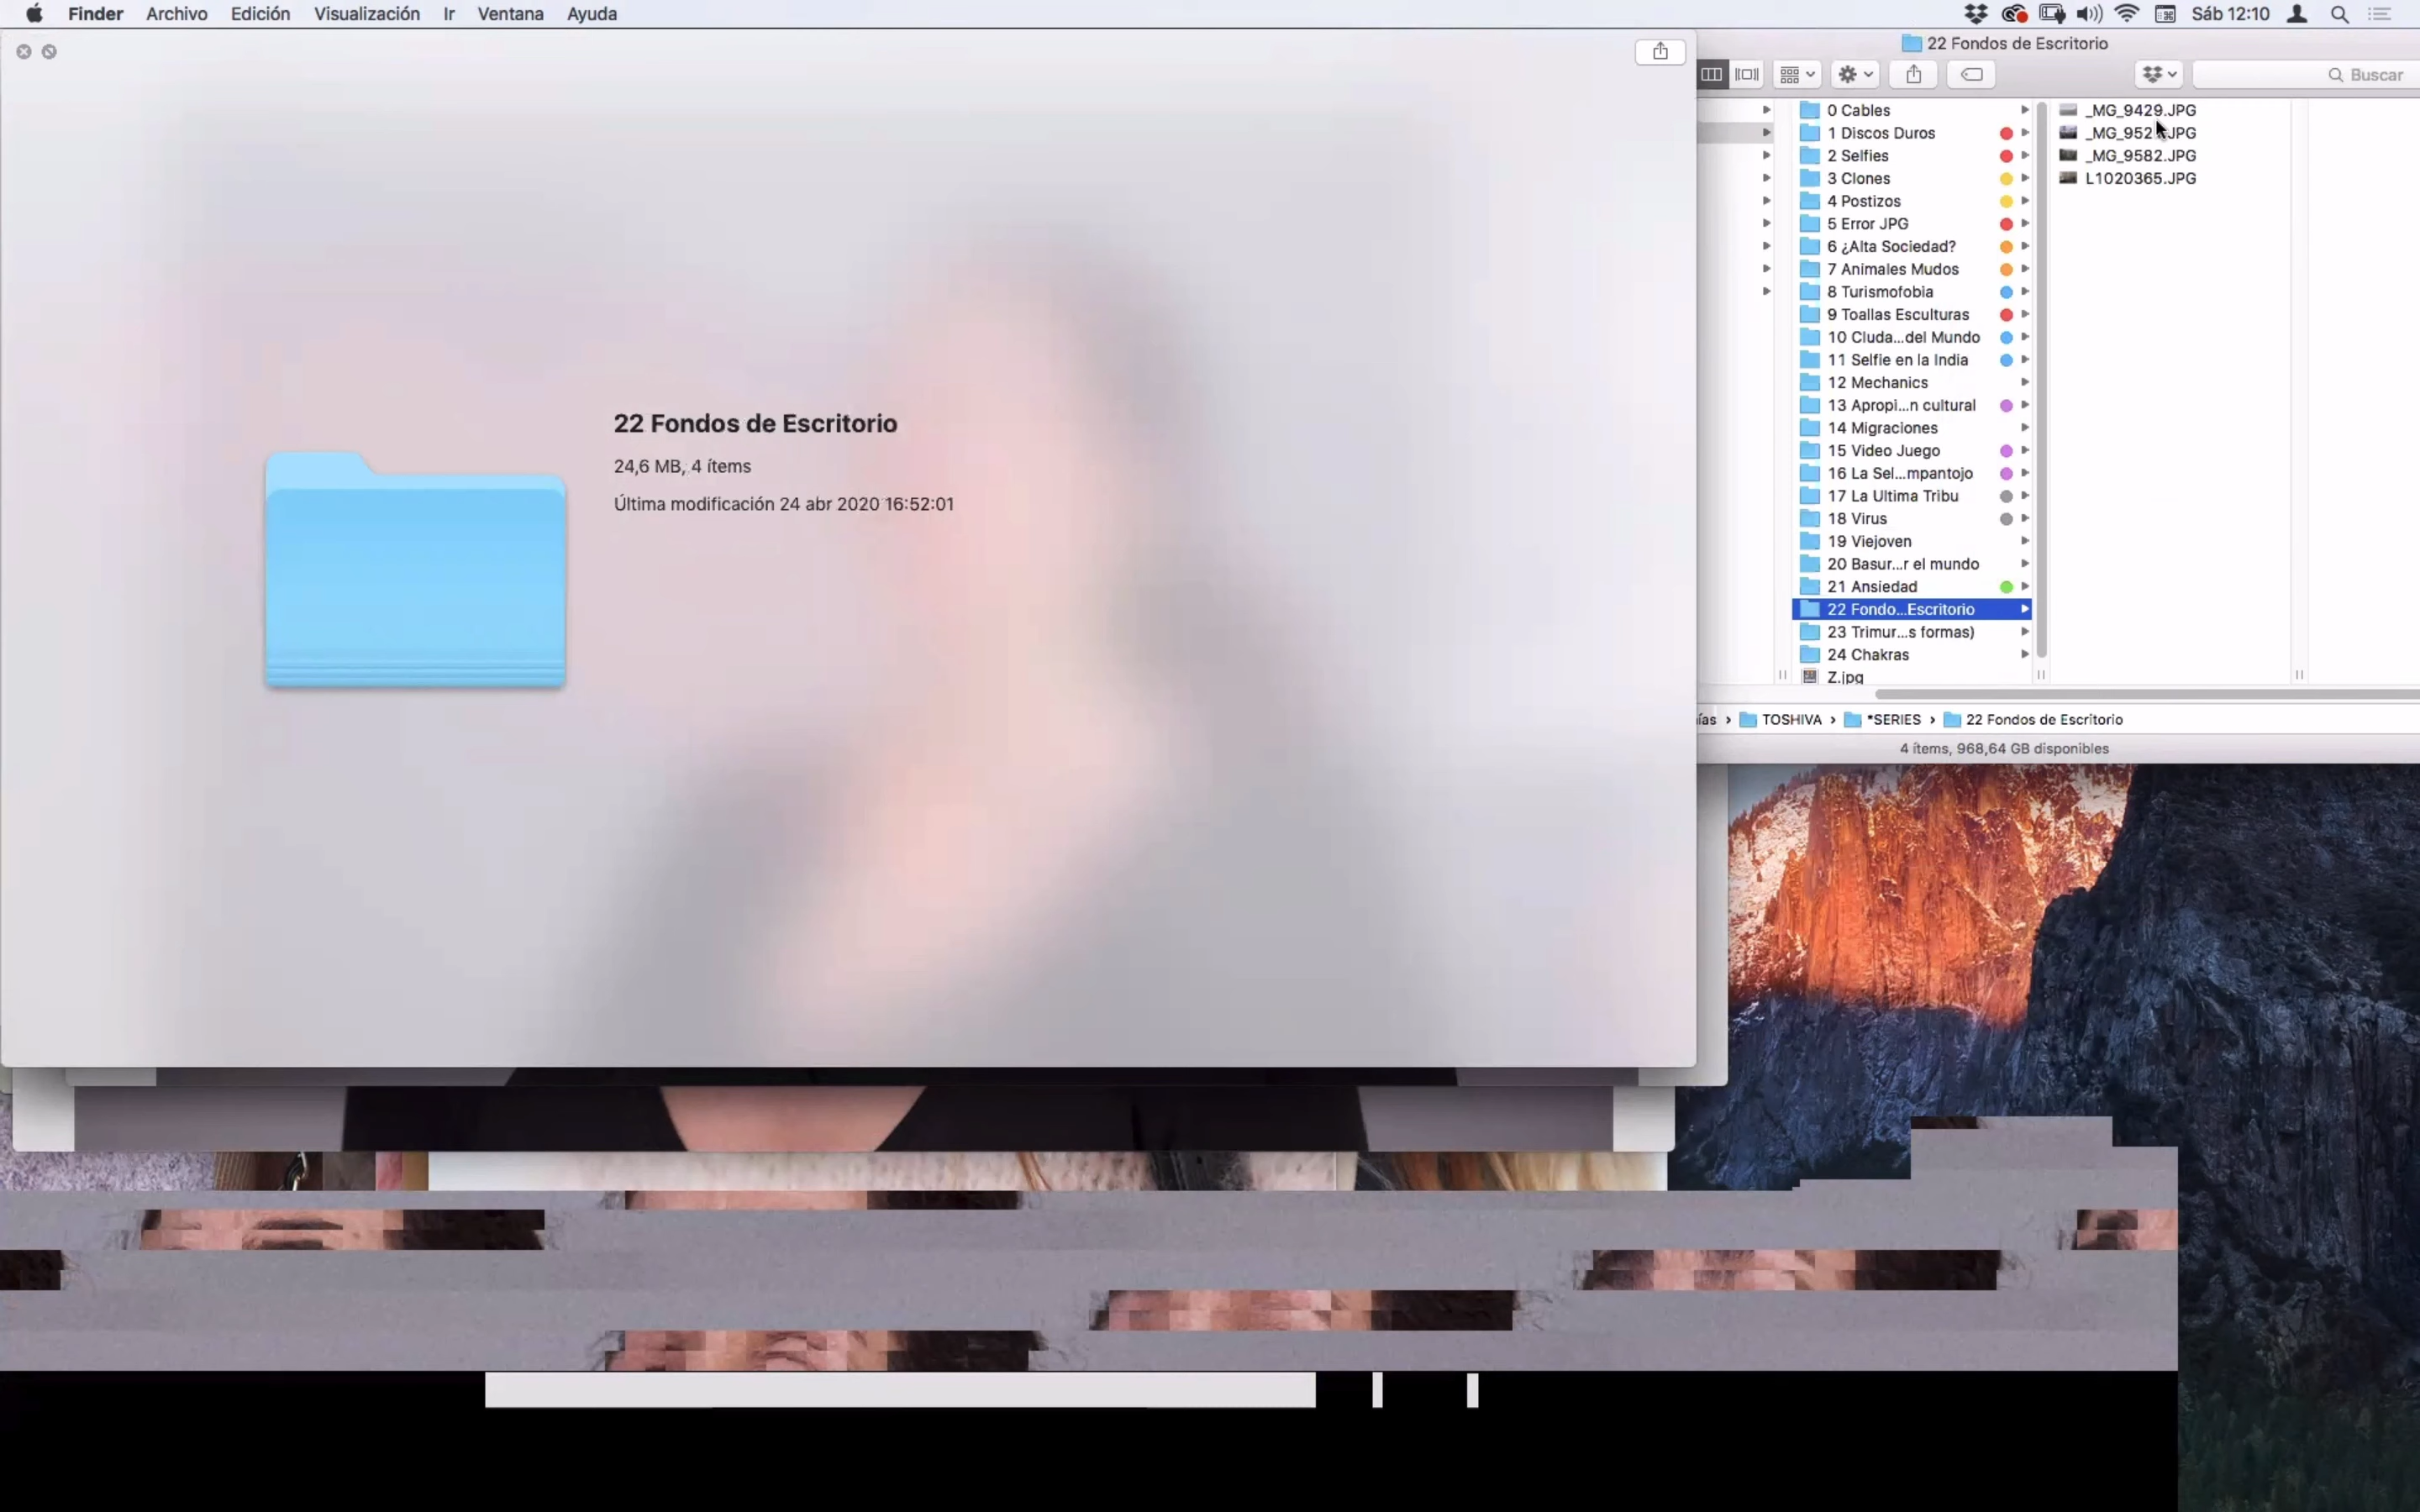 Finder Archivo Edición Visualización Ir Ventana Ayuda Sáb 12:10
22 Fondos de Escritorio
Buscar
22 Fondos de Escritorio
24,6 MB, 4 ítems
Última modificación 24 abr 2020 16:52:01
0 Cables
1 Discos Duros
2 Selfies
3 Clones
4 Postizos
5 Error JPG
6 ¿Alta Sociedad?
7 Animales Mudos
8 Turismofobia
9 Toallas Esculturas
10 Ciuda...del Mundo
11 Selfie en la India
12 Mechanics
13 Apropi...n cultural
14 Migraciones
15 Video Juego
16 La Sel...mpantojo
17 La Ultima Tribu
18 Virus
19 Viejoven
20 Basur...r el mundo
21 Ansiedad
22 Fondo...Escritorio
23 Trimur...s formas)
24 Chakras
Z.jpg
_MG_9429.JPG
_MG_952 JPG
_MG_9582.JPG
L1020365.JPG
ías › TOSHIVA › *SERIES › 22 Fondos de Escritorio
4 ítems, 968,64 GB disponibles